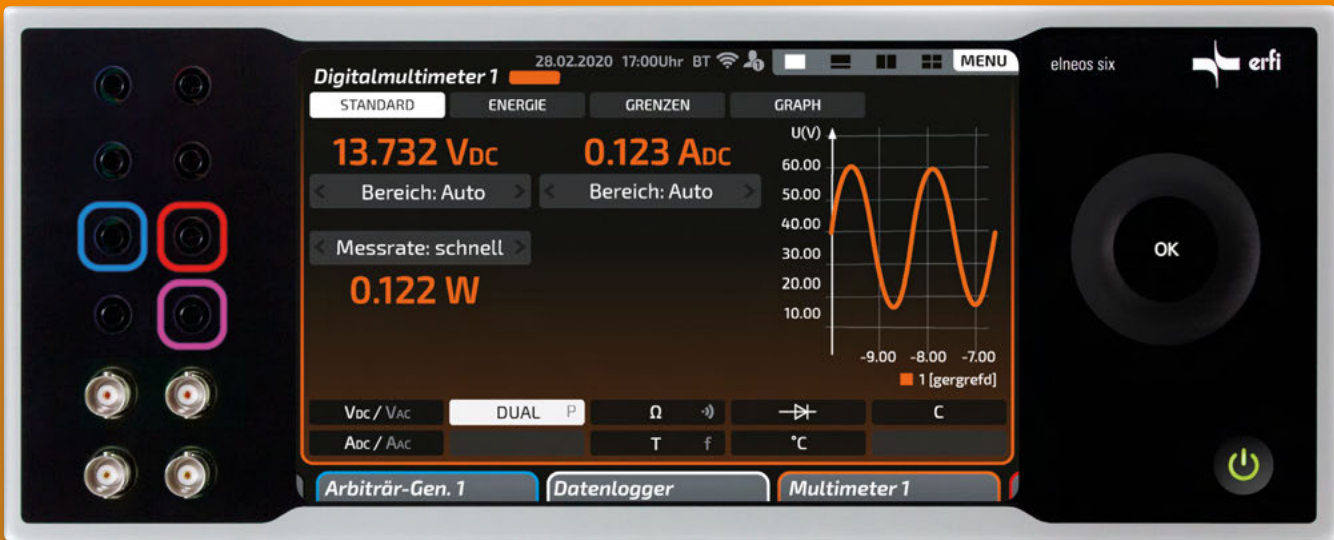 28.02.2020 17:00Uhr BT
MENU
elneos six
erfi
Digitalmultimeter 1
STANDARD
ENERGIE
GRENZEN
GRAPH
13.732 VDC
0.123 ADC
Bereich: Auto
Bereich: Auto
Messrate: schnell
0.122 W
U(V)
60.00
50.00
40.00
30.00
20.00
10.00
-9.00 -8.00 -7.00
1 [gergrefd]
VDC / VAC
DUAL P
Ω
C
ADC / AAC
T f
°C
Arbiträr-Gen. 1
Datenlogger
Multimeter 1
OK